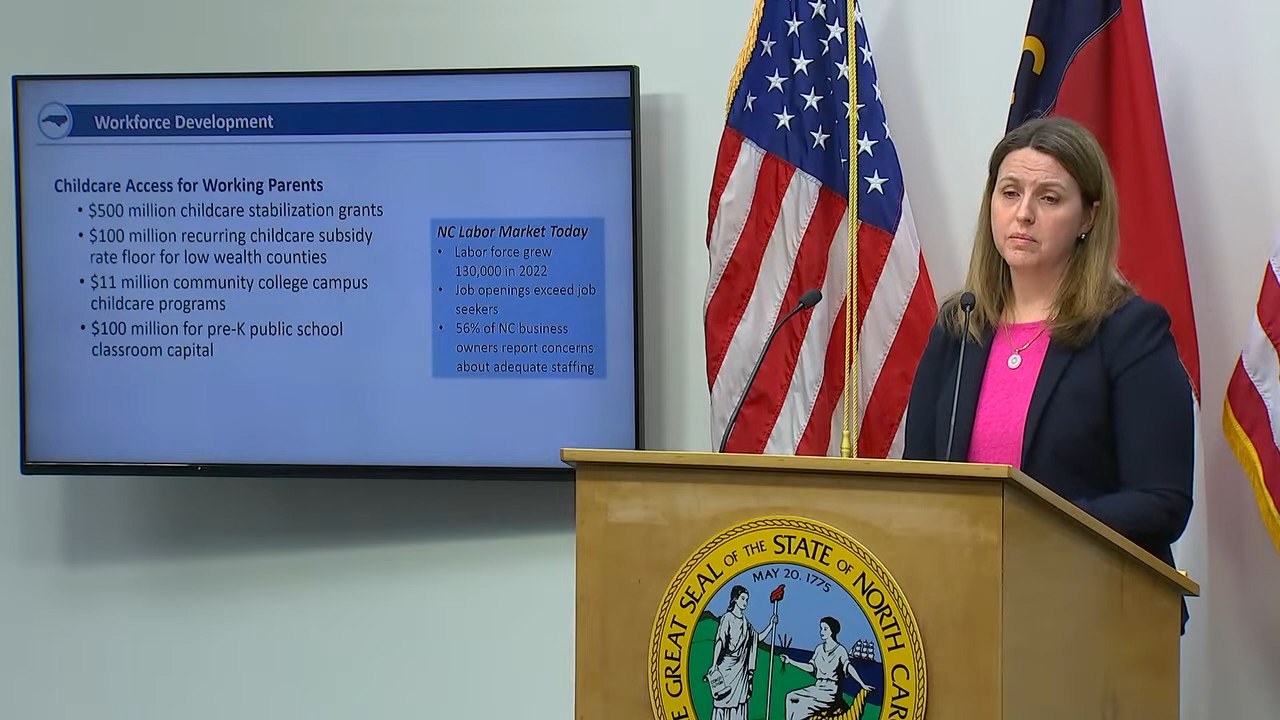 Workforce Development
Childcare Access for Working Parents
• $500 million childcare stabilization grants
• $100 million recurring childcare subsidy
rate floor for low wealth counties
• $11 million community college campus
childcare programs
• $100 million for pre-K public school
classroom capital
NC Labor Market Today
• Labor force grew
130,000 in 2022
• Job openings exceed job
seekers
• 56% of NC business
owners report concerns
about adequate staffing
E GREAT SEAL OF THE STATE OF NORTH CAR
MAY 20, 1775